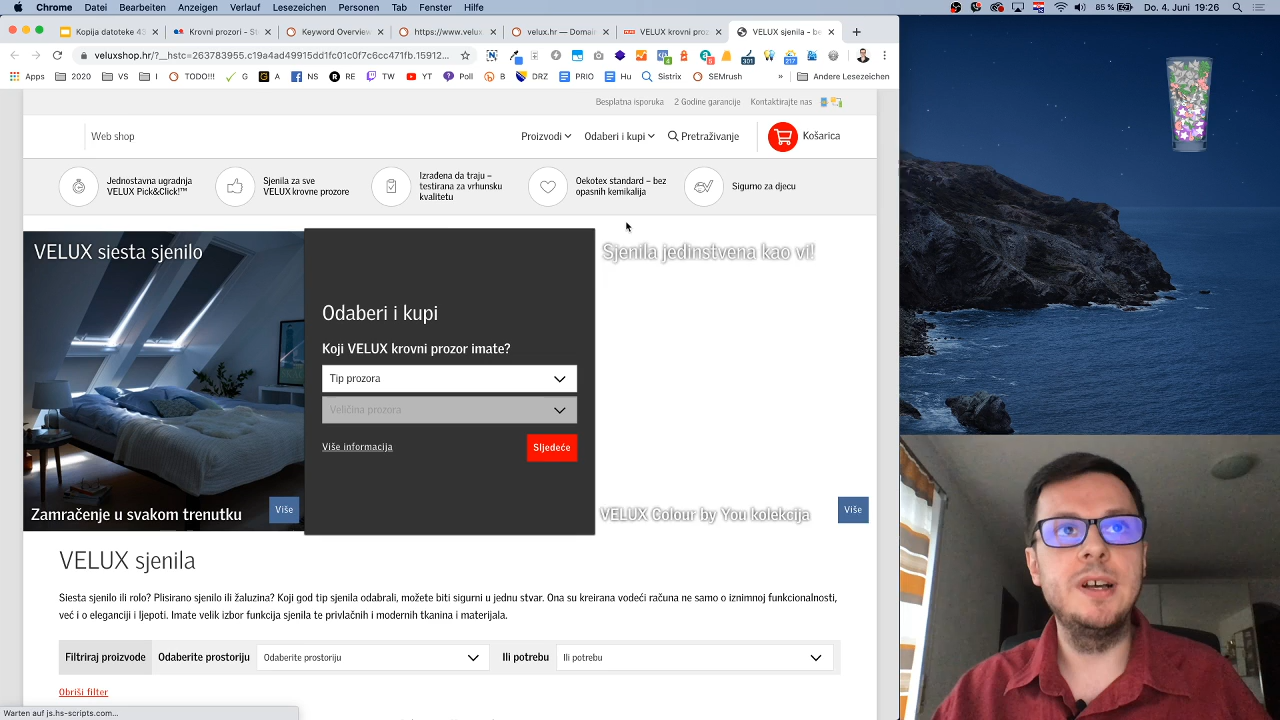 Chrome Datei Bearbeiten Anzeigen Verlauf Lesezeichen Personen Tab Fenster Hilfe
85 % Do. 4. Juni 19:26
Kopija datoteke 43
Krovni prozori - St
Keyword Overview
https://www.velux
velux.hr — Domain
VELUX krovni proz
VELUX sjenila - be
301
4
5
217
Apps 2020 VS TODO!!! G A NS RE TW YT Poll B DRZ PRIO Hu Sistrix SEMrush » Andere Lesezeichen
Besplatna isporuka 2 Godine garancije Kontaktirajte nas
Web shop
Proizvodi Odaberi i kupi Pretraživanje Košarica
Jednostavna ugradnja
VELUX Pick&Click!™
Sjenila za sve
VELUX krovne prozore
Izrađena da traju –
testirana za vrhunsku
kvalitetu
Oekotex standard – bez
opasnih kemikalija
Sigurno za djecu
VELUX siesta sjenilo
Zamračenje u svakom trenutku
Više
Odaberi i kupi
Koji VELUX krovni prozor imate?
Tip prozora
Veličina prozora
Više informacija
Sljedeće
Sjenila jedinstvena kao vi!
VELUX Colour by You kolekcija
Više
VELUX sjenila
Siesta sjenilo ili rolo? Plisirano sjenilo ili žaluzina? Koji god tip sjenila odaberete, možete biti sigurni u jednu stvar. Ona su kreirana vodeći računa ne samo o iznimnoj funkcionalnosti,
već i o eleganciji i ljepoti. Imate velik izbor funkcija sjenila te privlačnih i modernih tkanina i materijala.
Filtriraj proizvode Odaberite prostoriju Odaberite prostoriju Ili potrebu Ili potrebu
Obriši filter
Warten auf js.hs-scripts.com...